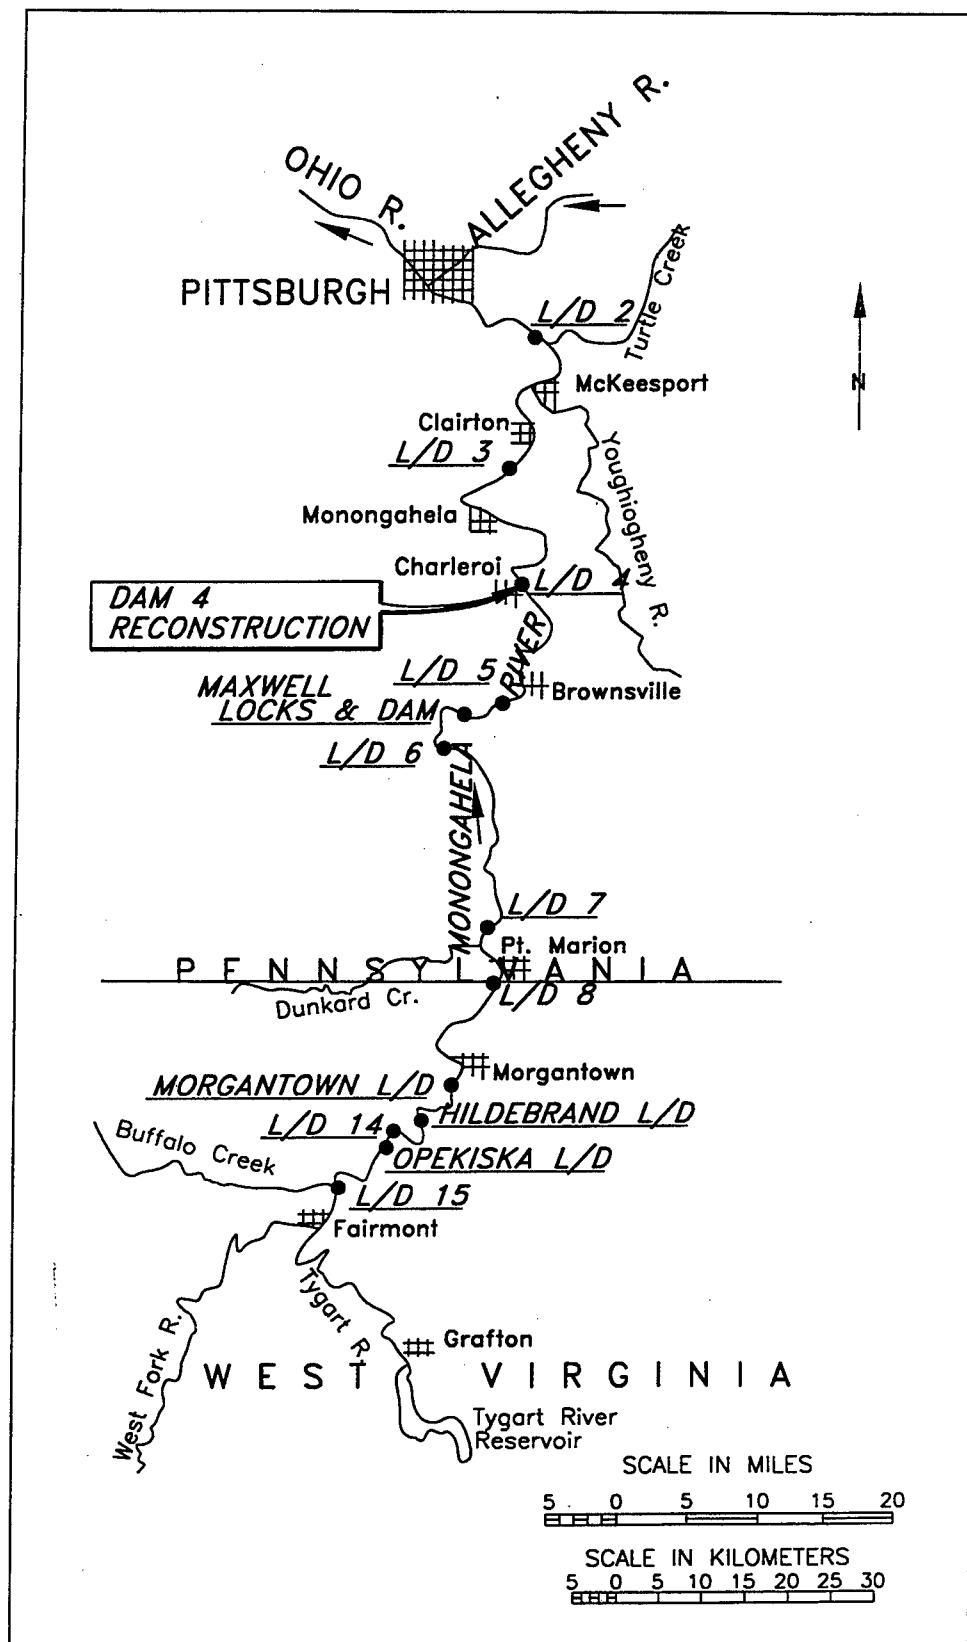 OHIO R.
ALLEGHENY R.
PITTSBURGH
L/D 2
Turtle Creek
N
McKeesport
Clairton
L/D 3
Youghiogheny R.
Monongahela
Charleroi
L/D 4
DAM 4
RECONSTRUCTION
RIVER
L/D 5
Brownsville
MAXWELL
LOCKS & DAM
L/D 6
MONONGAHELA
L/D 7
Pt. Marion
PENNSYLVANIA
Dunkard Cr.
L/D 8
Morgantown
MORGANTOWN L/D
HILDEBRAND L/D
L/D 14
Buffalo Creek
OPEKISKA L/D
L/D 15
Fairmont
Tygart R.
West Fork R.
Grafton
WEST VIRGINIA
Tygart River
Reservoir
SCALE IN MILES
5 0 5 10 15 20
SCALE IN KILOMETERS
5 0 5 10 15 20 25 30